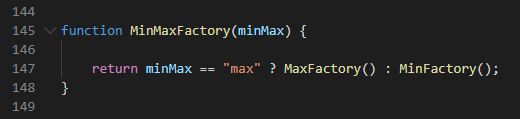 144
145 function MinMaxFactory(minMax) {
146
147 return minMax == "max" ? MaxFactory() : MinFactory();
148 }
149